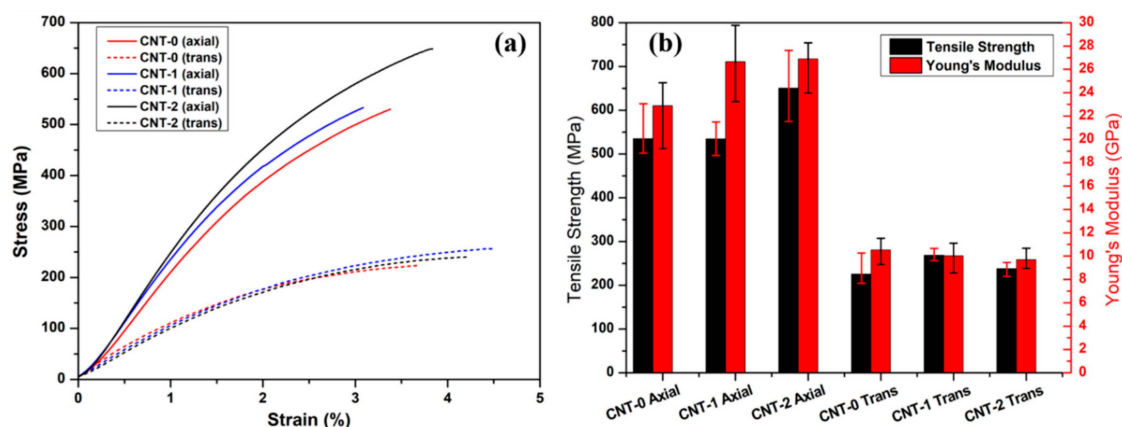 700
600
500
400
300
200
100
0
Stress (MPa)
0
1
2
3
4
5
Strain (%)
CNT-0 (axial)
CNT-0 (trans)
CNT-1 (axial)
CNT-1 (trans)
CNT-2 (axial)
CNT-2 (trans)
(a)
800
700
600
500
400
300
200
100
0
Tensile Strength (MPa)
(b)
Tensile Strength
Young's Modulus
30
28
26
24
22
20
18
16
14
12
10
8
6
4
2
0
Young's Modulus (GPa)
CNT-0 Axial
CNT-1 Axial
CNT-2 Axial
CNT-0 Trans
CNT-1 Trans
CNT-2 Trans